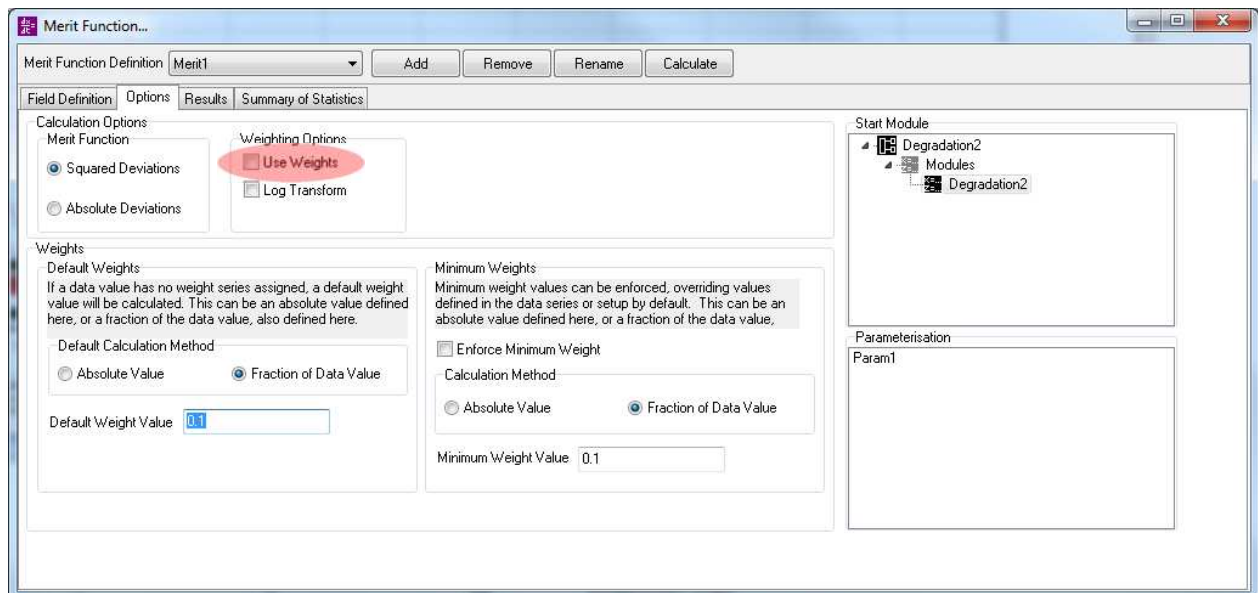 Merit Function...
Merit Function Definition Merit1 Add Remove Rename Calculate
Field Definition Options Results Summary of Statistics
Calculation Options
Merit Function
Squared Deviations
Absolute Deviations
Weighting Options
Use Weights
Log Transform
Weights
Default Weights
If a data value has no weight series assigned, a default weight
value will be calculated. This can be an absolute value defined
here, or a fraction of the data value, also defined here.
Default Calculation Method
Absolute Value Fraction of Data Value
Default Weight Value 0.1
Minimum Weights
Minimum weight values can be enforced, overriding values
defined in the data series or setup by default. This can be an
absolute value defined here, or a fraction of the data value,
Enforce Minimum Weight
Calculation Method
Absolute Value Fraction of Data Value
Minimum Weight Value 0.1
Start Module
Degradation2
Modules
Degradation2
Parameterisation
Param1